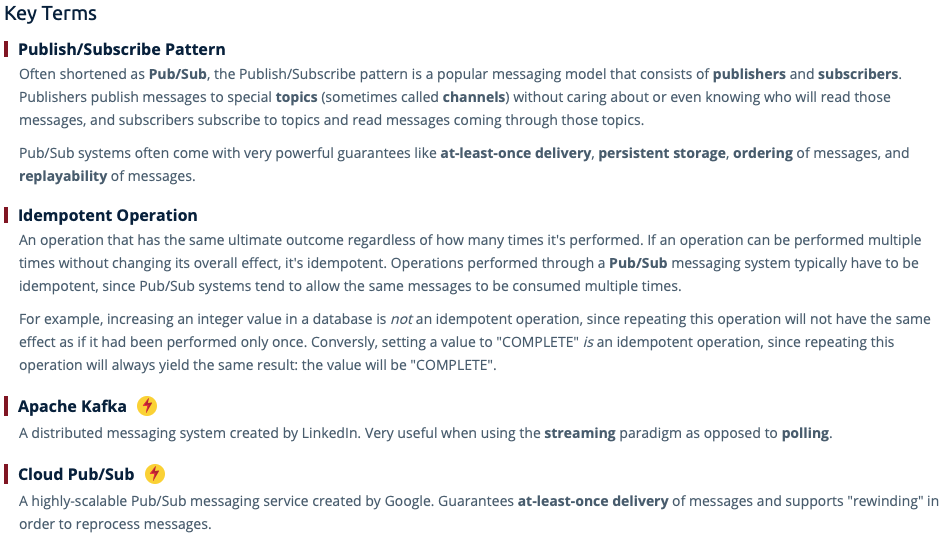 Key Terms
Publish/Subscribe Pattern
Often shortened as Pub/Sub, the Publish/Subscribe pattern is a popular messaging model that consists of publishers and subscribers.
Publishers publish messages to special topics (sometimes called channels) without caring about or even knowing who will read those
messages, and subscribers subscribe to topics and read messages coming through those topics.
Pub/Sub systems often come with very powerful guarantees like at-least-once delivery, persistent storage, ordering of messages, and
replayability of messages.
Idempotent Operation
An operation that has the same ultimate outcome regardless of how many times it's performed. If an operation can be performed multiple
times without changing its overall effect, it's idempotent. Operations performed through a Pub/Sub messaging system typically have to be
idempotent, since Pub/Sub systems tend to allow the same messages to be consumed multiple times.
For example, increasing an integer value in a database is not an idempotent operation, since repeating this operation will not have the same
effect as if it had been performed only once. Conversly, setting a value to "COMPLETE" is an idempotent operation, since repeating this
operation will always yield the same result: the value will be "COMPLETE".
Apache Kafka
A distributed messaging system created by LinkedIn. Very useful when using the streaming paradigm as opposed to polling.
Cloud Pub/Sub
A highly-scalable Pub/Sub messaging service created by Google. Guarantees at-least-once delivery of messages and supports "rewinding" in
order to reprocess messages.